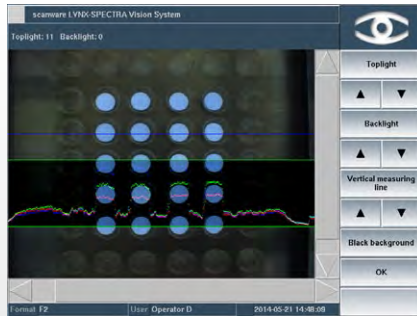 scanware LYNX-SPECTRA Vision System
Toplight: 11 Backlight: 0
Toplight
Backlight
Vertical measuring
line
Black background
OK
Format F2
User Operator D
2014-05-21 14:48:09